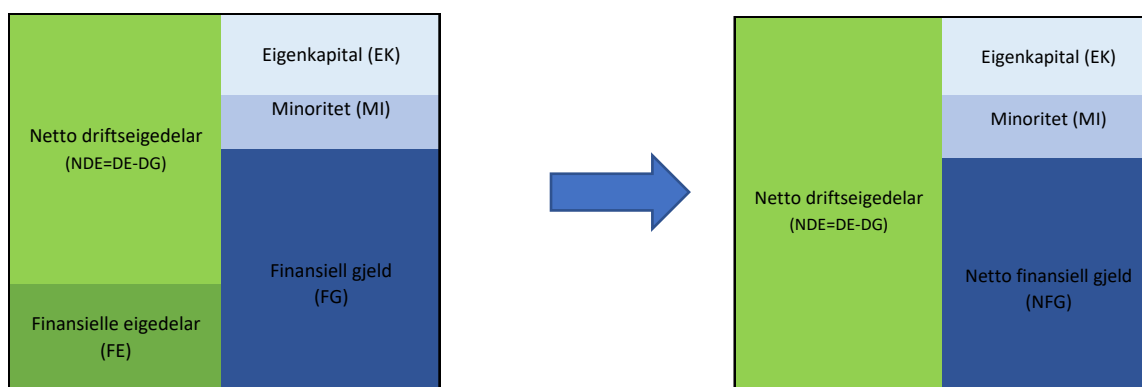 Netto driftseigedelar
(NDE=DE-DG)
Finansielle eigedelar
(FE)
Eigenkapital (EK)
Minoritet (MI)
Finansiell gjeld
(FG)
Netto driftseigedelar
(NDE=DE-DG)
Eigenkapital (EK)
Minoritet (MI)
Netto finansiell gjeld
(NFG)